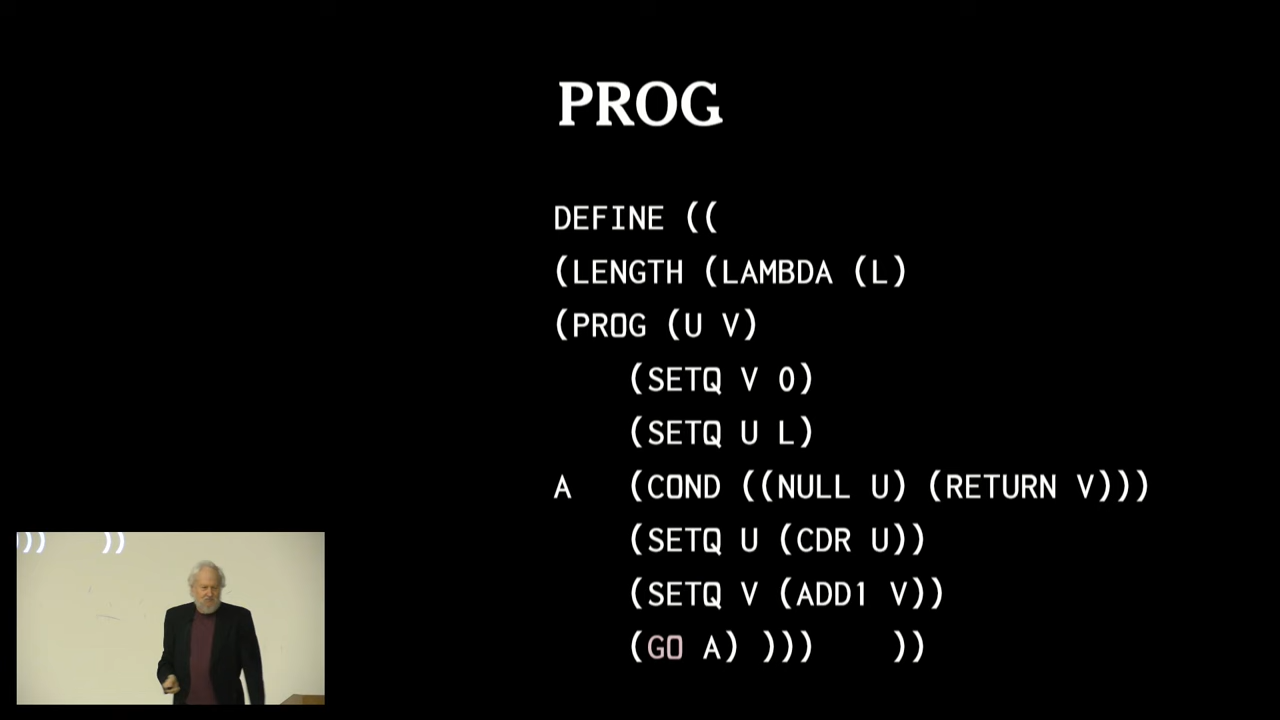 PROG
DEFINE ((
(LENGTH (LAMBDA (L)
(PROG (U V)
(SETQ V 0)
(SETQ U L)
A (COND ((NULL U) (RETURN V)))
(SETQ U (CDR U))
(SETQ V (ADD1 V))
(GO A) ))) ))
)) ))